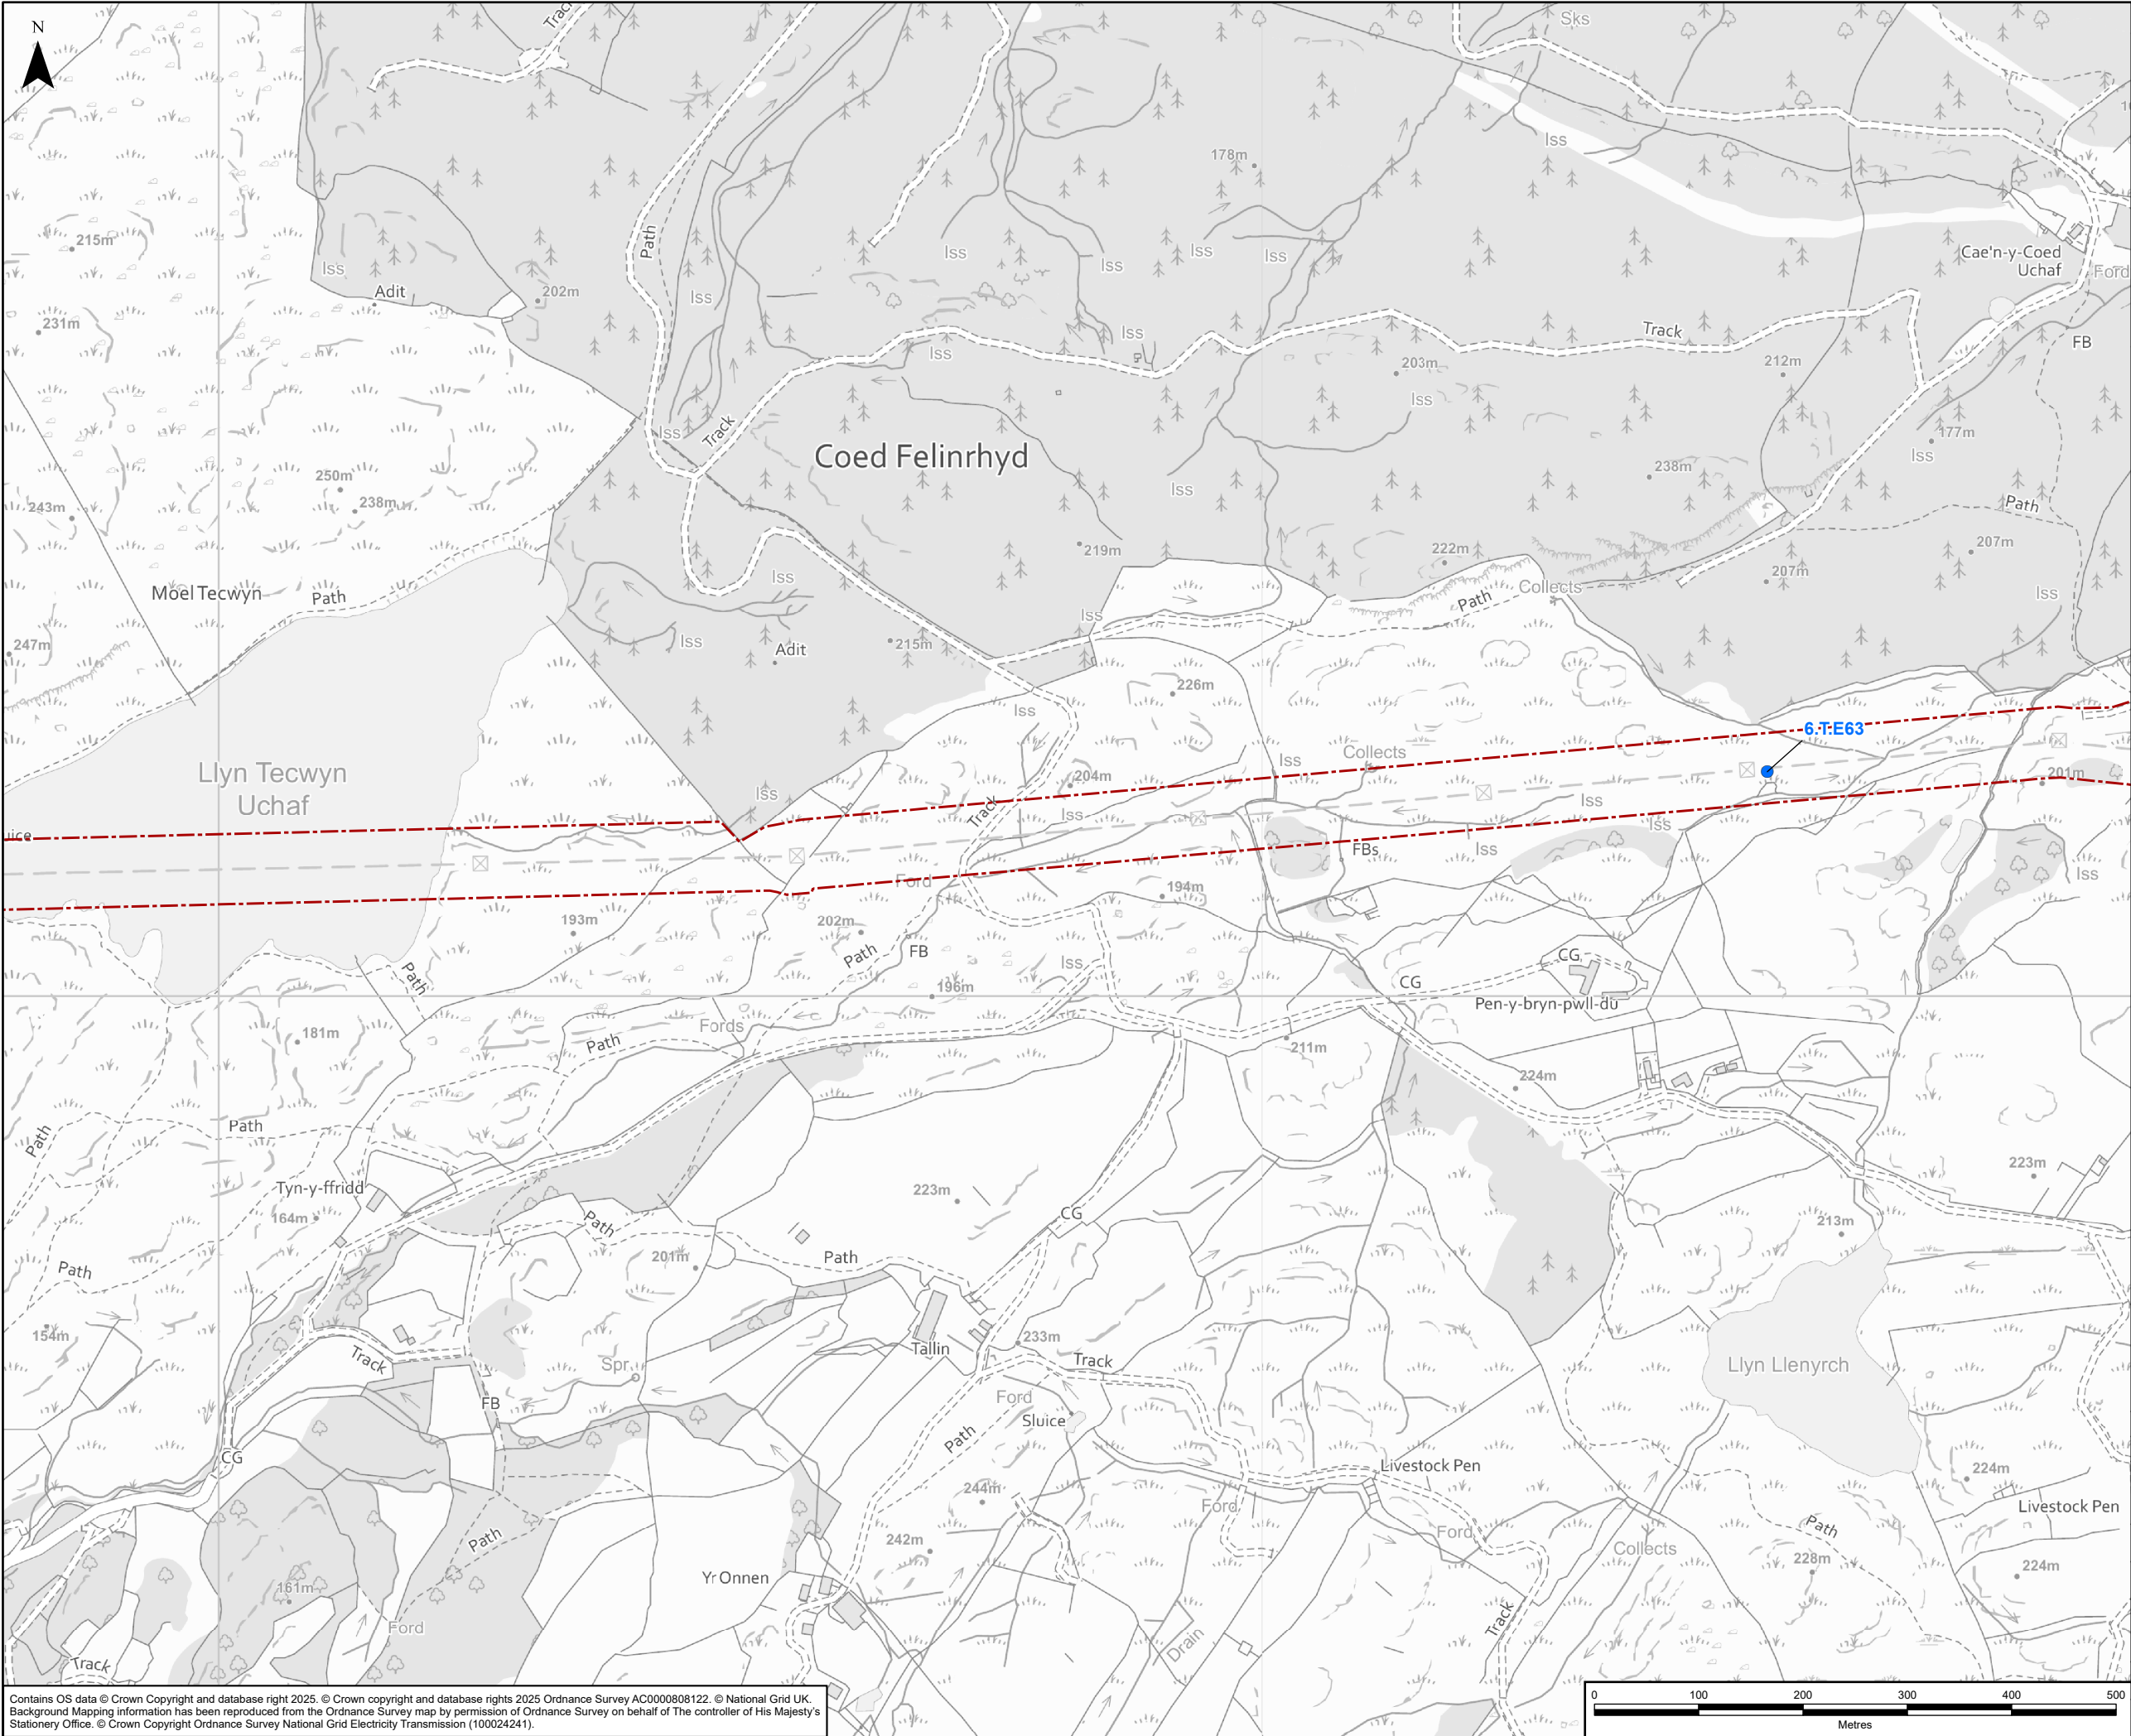 N
Track
Sks
Iss
178m
Path
215m
Iss
Iss
Iss
Iss
Iss
Cae'n-y-Coed
Uchaf
Ford
Adit
202m
Iss
231m
Iss
Iss
Track
FB
203m
212m
Iss
Track
Iss
177m
Iss
Coed Felinrhyd
250m
238m
238m
243m
Iss
Path
219m
222m
207m
207m
Iss
Collects
Moel Tecwyn
Path
Path
Iss
Iss
Iss
Adit
215m
247m
226m
Iss
6.T.E63
Llyn Tecwyn
Uchaf
Iss
Collects
204m
201m
Iss
Track
Iss
Iss
Iss
uice
FBs
Iss
Iss
Ford
194m
193m
202m
Path
FB
Iss
CG
Path
CG
196m
Pen-y-bryn-pwll-du
Fords
181m
Path
211m
224m
Path
Path
223m
Tyn-y-ffridd
223m
164m
CG
213m
Path
201m
Path
Path
154m
Tallin
233m
Track
Track
Llyn Llenyrch
Spr
Ford
FB
Sluice
Path
CG
Livestock Pen
224m
244m
Ford
Livestock Pen
Path
Ford
242m
Path
Collects
228m
224m
Yr Onnen
161m
Ford
Track
Drain
Track
Contains OS data © Crown Copyright and database right 2025. © Crown copyright and database rights 2025 Ordnance Survey AC0000808122. © National Grid UK.
Background Mapping information has been reproduced from the Ordnance Survey map by permission of Ordnance Survey on behalf of The controller of His Majesty's
Stationery Office. © Crown Copyright Ordnance Survey National Grid Electricity Transmission (100024241).
0 100 200 300 400 500
Metres